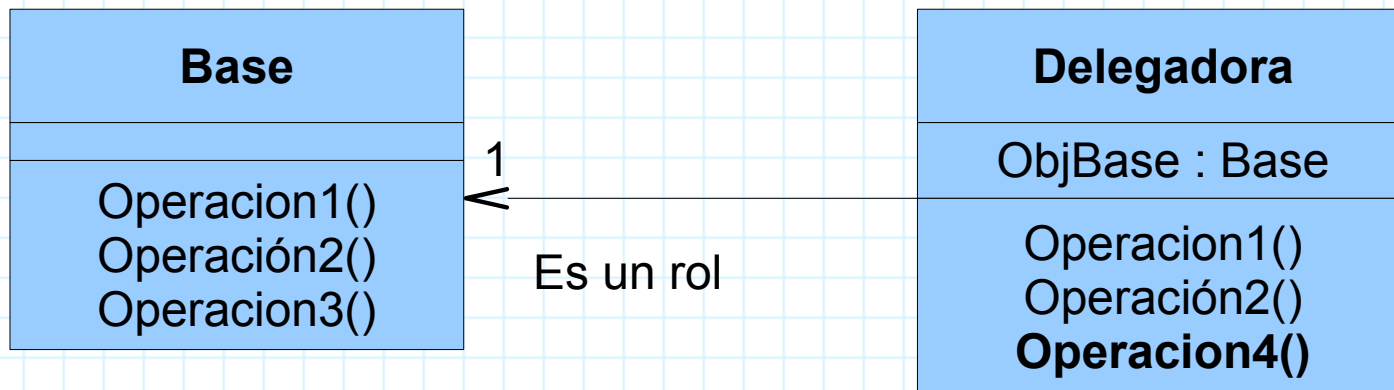 Base
Operacion1()
Operación2()
Operacion3()
1
Es un rol
Delegadora
ObjBase : Base
Operacion1()
Operación2()
Operacion4()